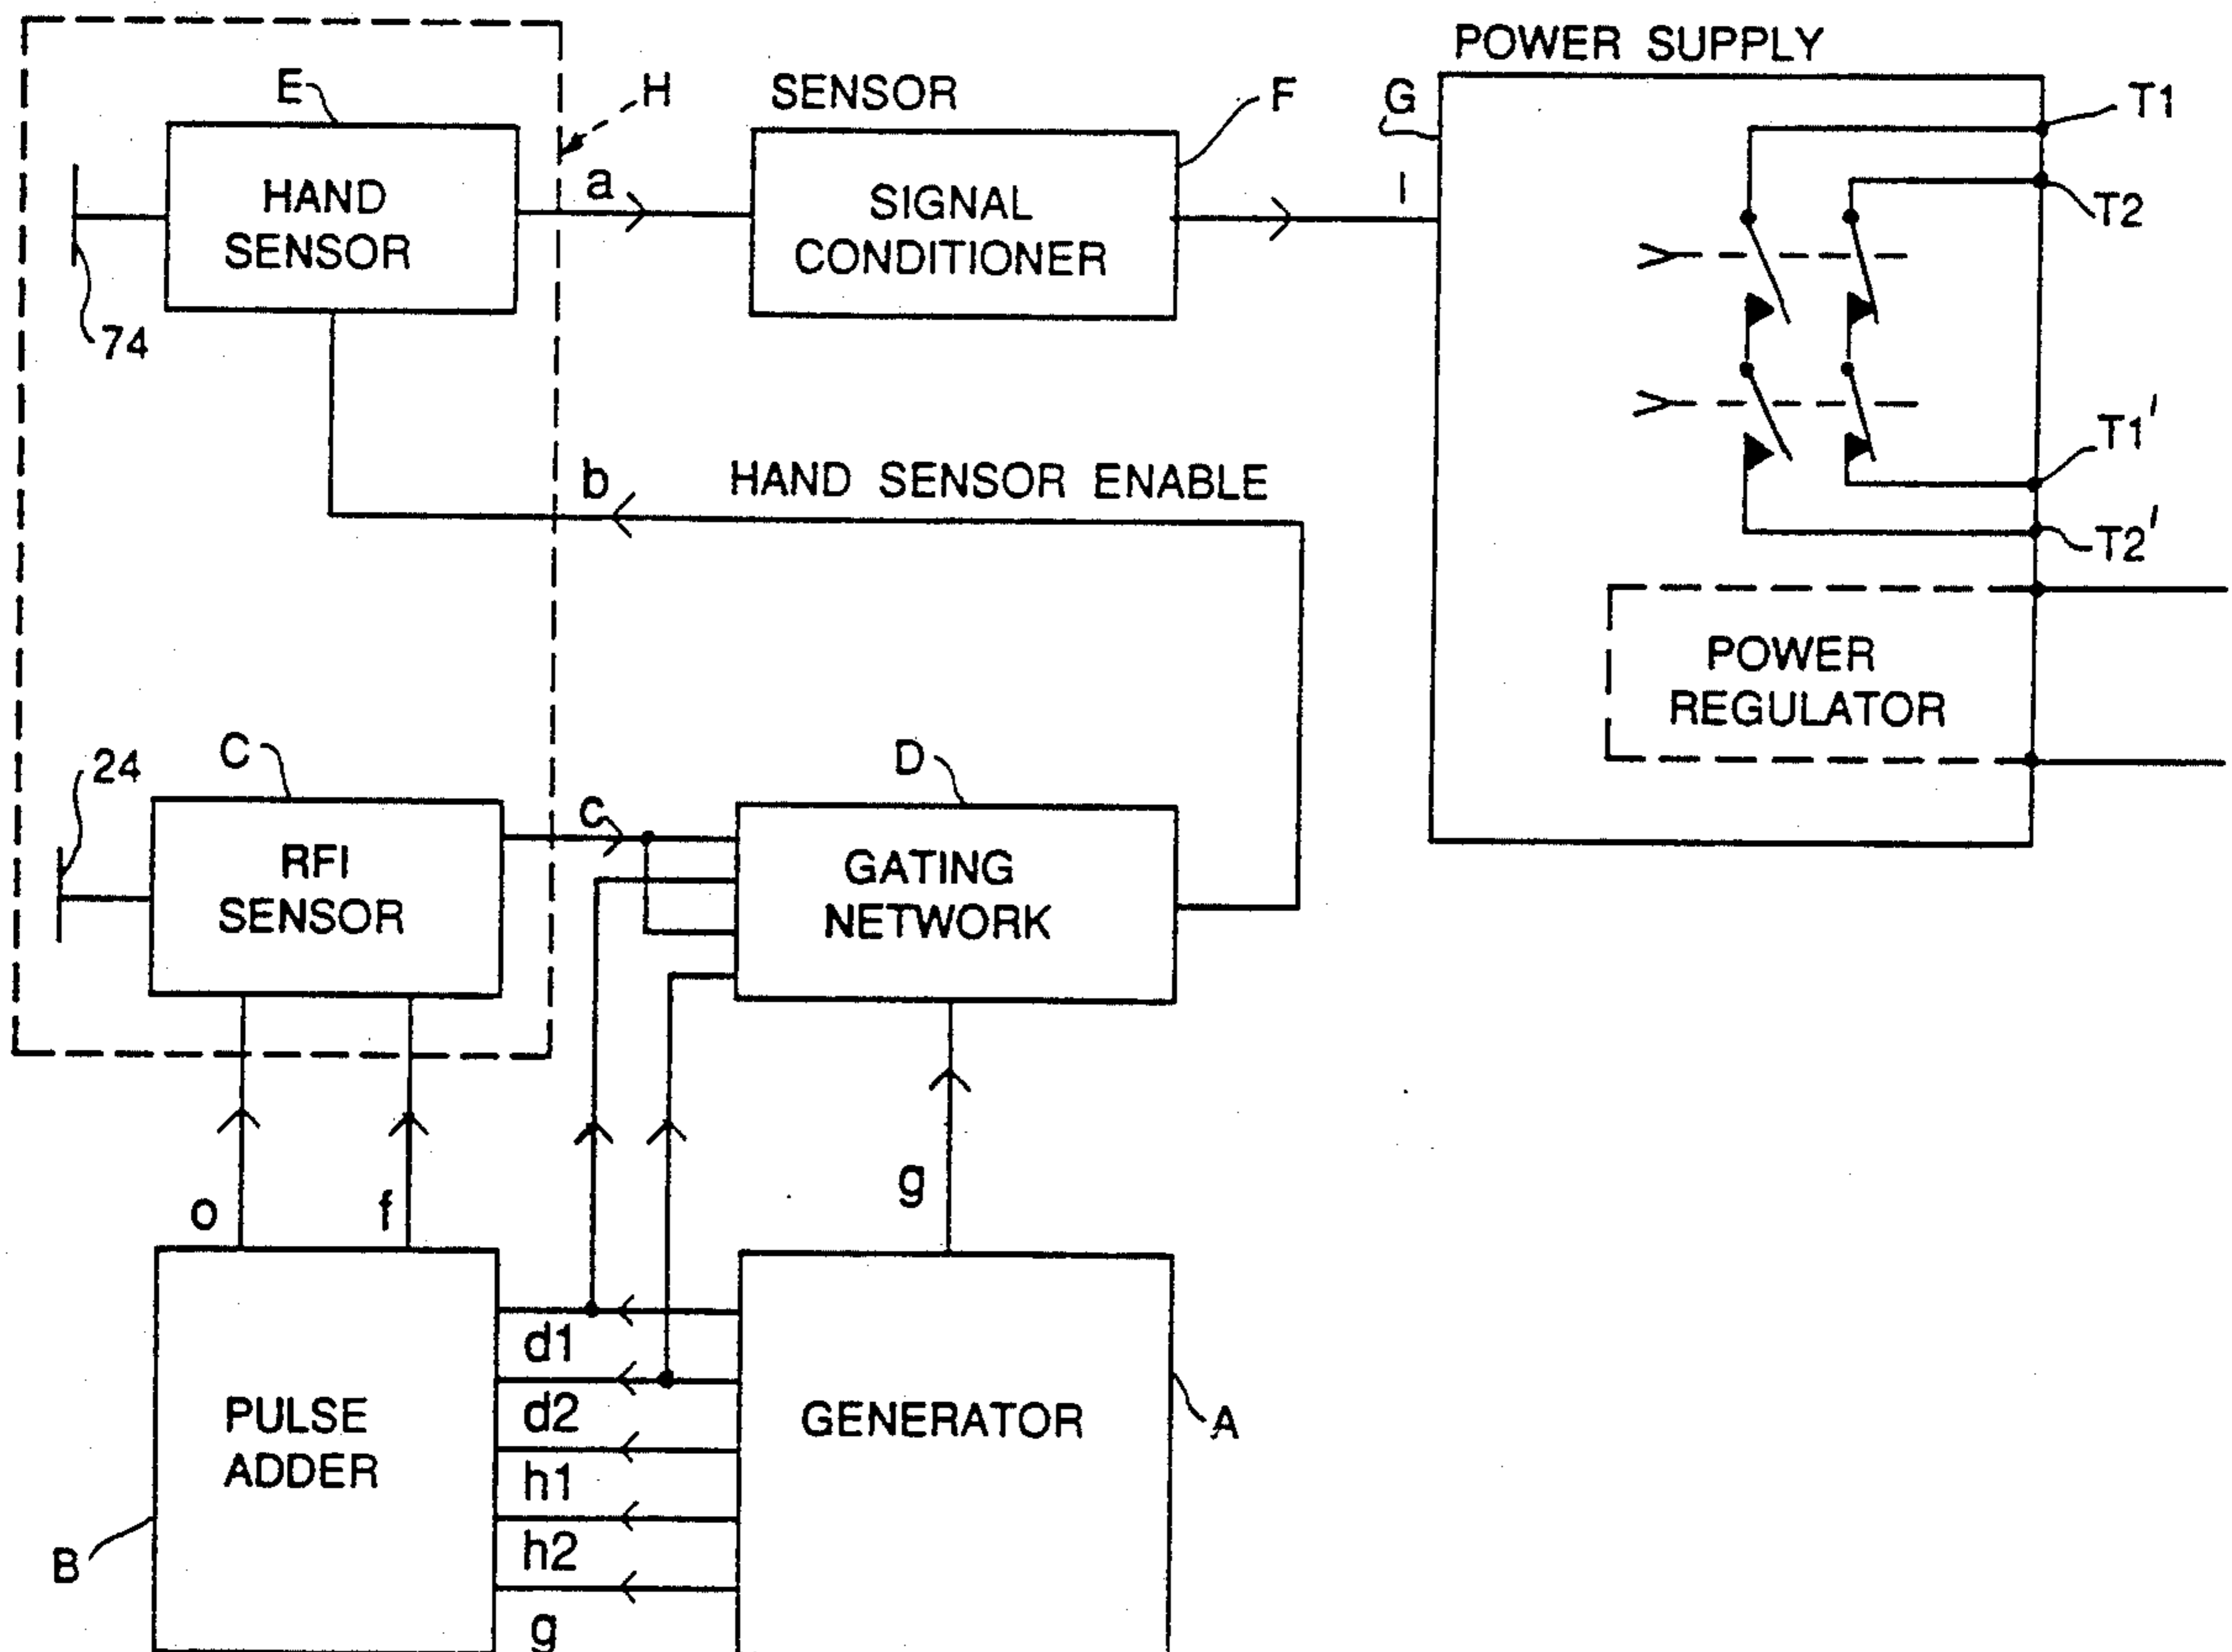 POWER SUPPLY
E
H
SENSOR
F
G
T1
HAND
SENSOR
a
SIGNAL
CONDITIONER
I
T2
74
b
HAND SENSOR ENABLE
T1'
T2'
POWER
REGULATOR
24
C
c
D
RFI
SENSOR
GATING
NETWORK
o
f
g
d1
d2
h1
h2
g
PULSE
ADDER
GENERATOR
A
B